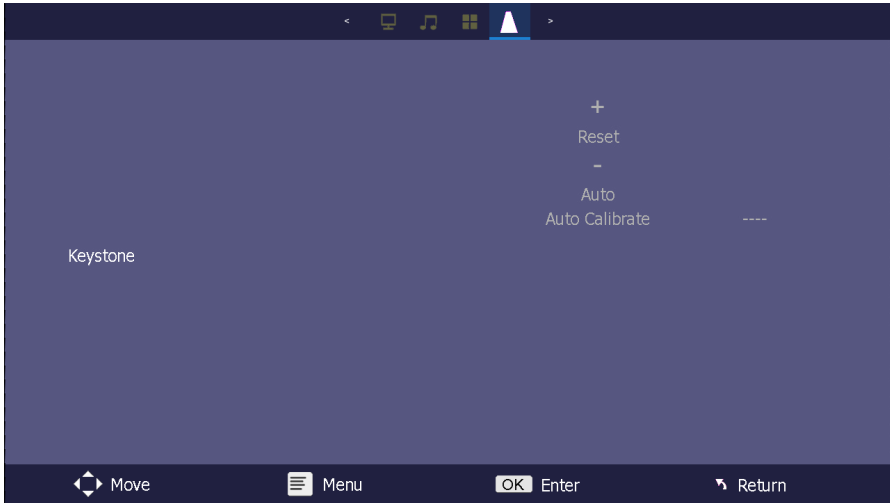 < >
+
Reset
-
Auto
Auto Calibrate ----
Keystone
Move Menu OK Enter Return